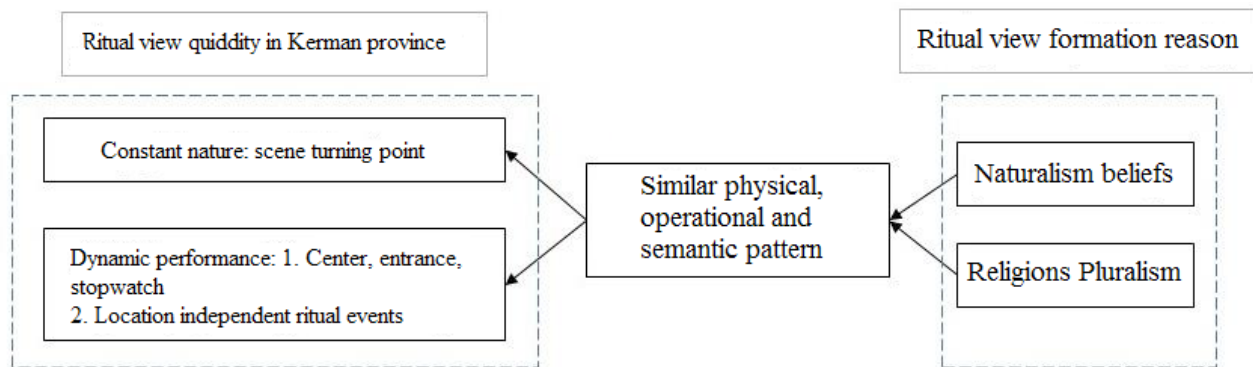 Ritual view quiddity in Kerman province
Ritual view formation reason
Constant nature: scene turning point
Dynamic performance: 1. Center, entrance,
stopwatch
2. Location independent ritual events
Similar physical,
operational and
semantic pattern
Naturalism beliefs
Religions Pluralism